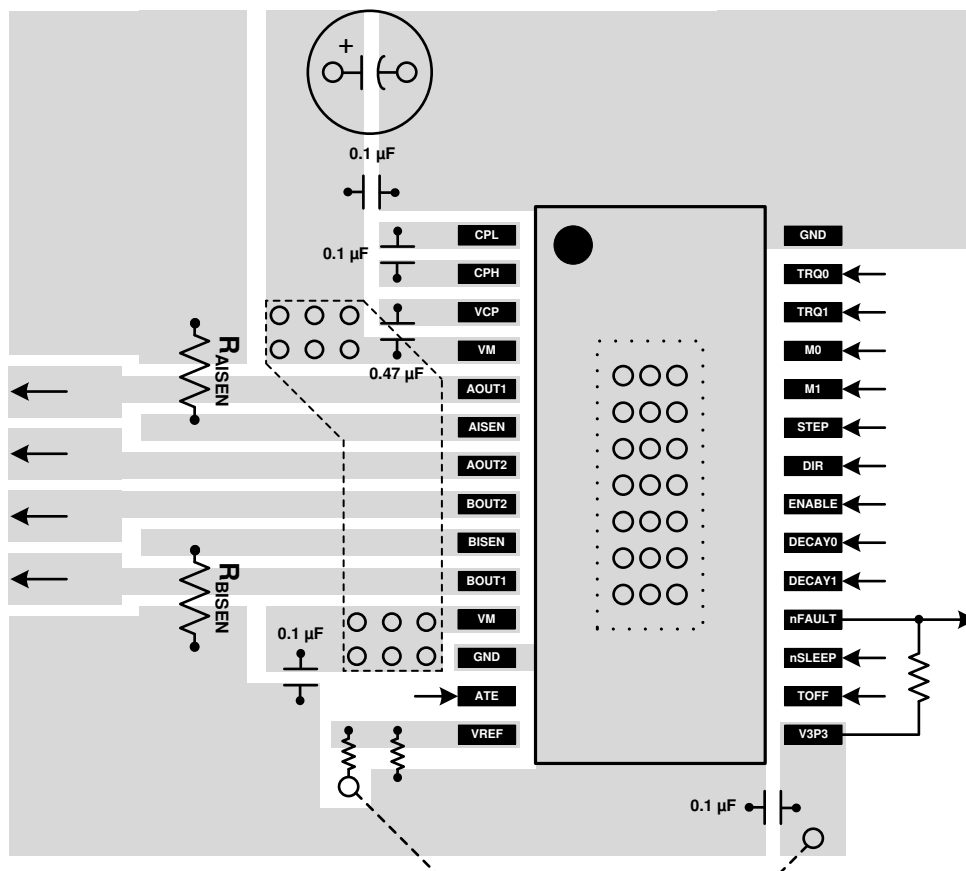 +
0.1 µF
CPL
GND
0.1 µF
CPH
TRQ0
VCP
TRQ1
VM
M0
0.47 µF
RAISEN
AOUT1
M1
AISEN
STEP
AOUT2
DIR
BOUT2
ENABLE
BISEN
DECAY0
RBISEN
BOUT1
DECAY1
VM
nFAULT
0.1 µF
GND
nSLEEP
ATE
TOFF
VREF
V3P3
0.1 µF